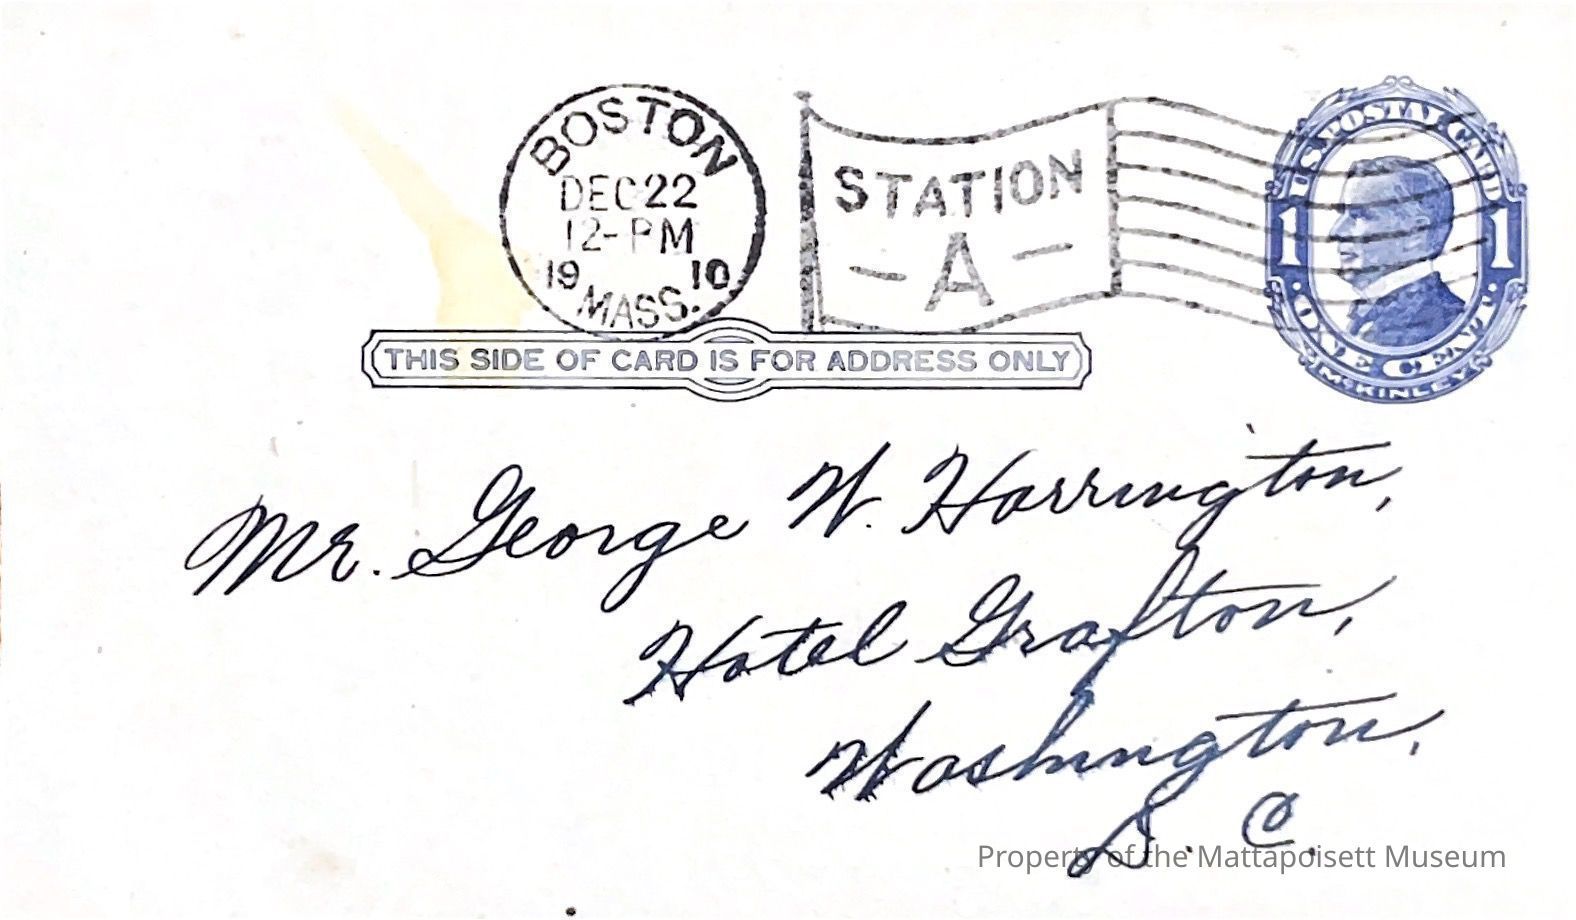 BOSTON
DEC 22
12-PM
19 10
MASS.
STATION
- A -
U.S. POSTAL CARD
1 1
· ONE CENT ·
McKINLEY
THIS SIDE OF CARD IS FOR ADDRESS ONLY
Mr. George W. Harrington,
Hotel Grafton,
Washington,
D. C.
Property of the Mattapoisett Museum